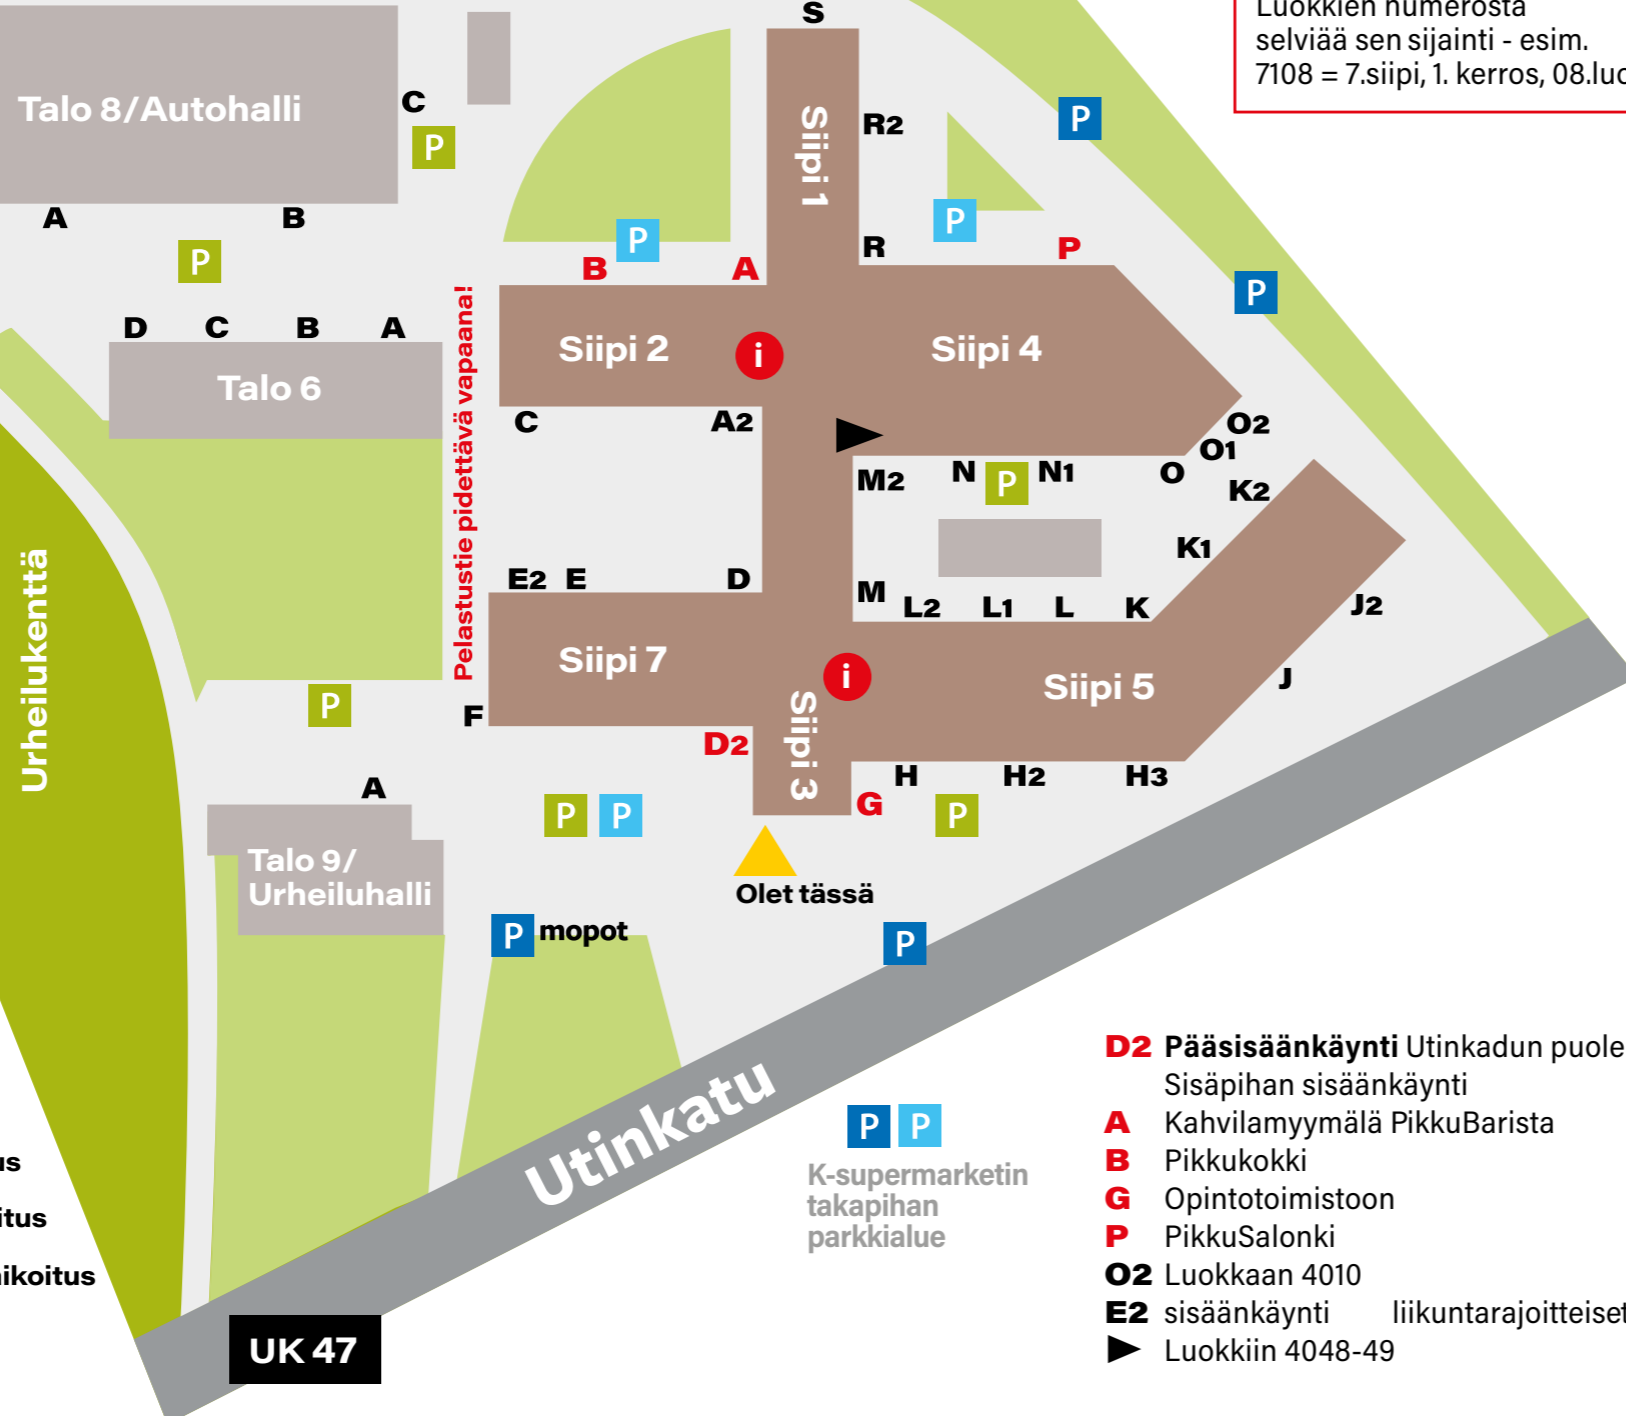 S
Luokkien numerosta
selviää sen sijainti - esim.
7108 = 7.siipi, 1. kerros, 08.luo
Talo 8/Autohalli
C
P
A
B
P
Siipi 1
R2
R
P
P
P
P
P
B
A
D
C
B
A
Talo 6
Pelastustie pidettävä vapaana!
Siipi 2
i
Siipi 4
C
A2
M2
N
P
N1
O
O1
O2
K2
K1
E2
E
D
M
L2
L1
L
K
J2
J
Urheilukenttä
Siipi 7
i
Siipi 3
Siipi 5
F
D2
P
H
H2
H3
G
P
A
P
P
Talo 9/
Urheiluhalli
Olet tässä
P mopot
P
Utinkatu
UK 47
us
itus
ikoitus
P P
K-supermarketin
takapihan
parkkialue
D2 Pääsisäänkäynti Utinkadun puole
Sisäpihan sisäänkäynti
A Kahvilamyymälä PikkuBarista
B Pikkukokki
G Opintotoimistoon
P PikkuSalonki
O2 Luokkaan 4010
E2 sisäänkäynti liikuntarajoitteiset
Luokkiin 4048-49